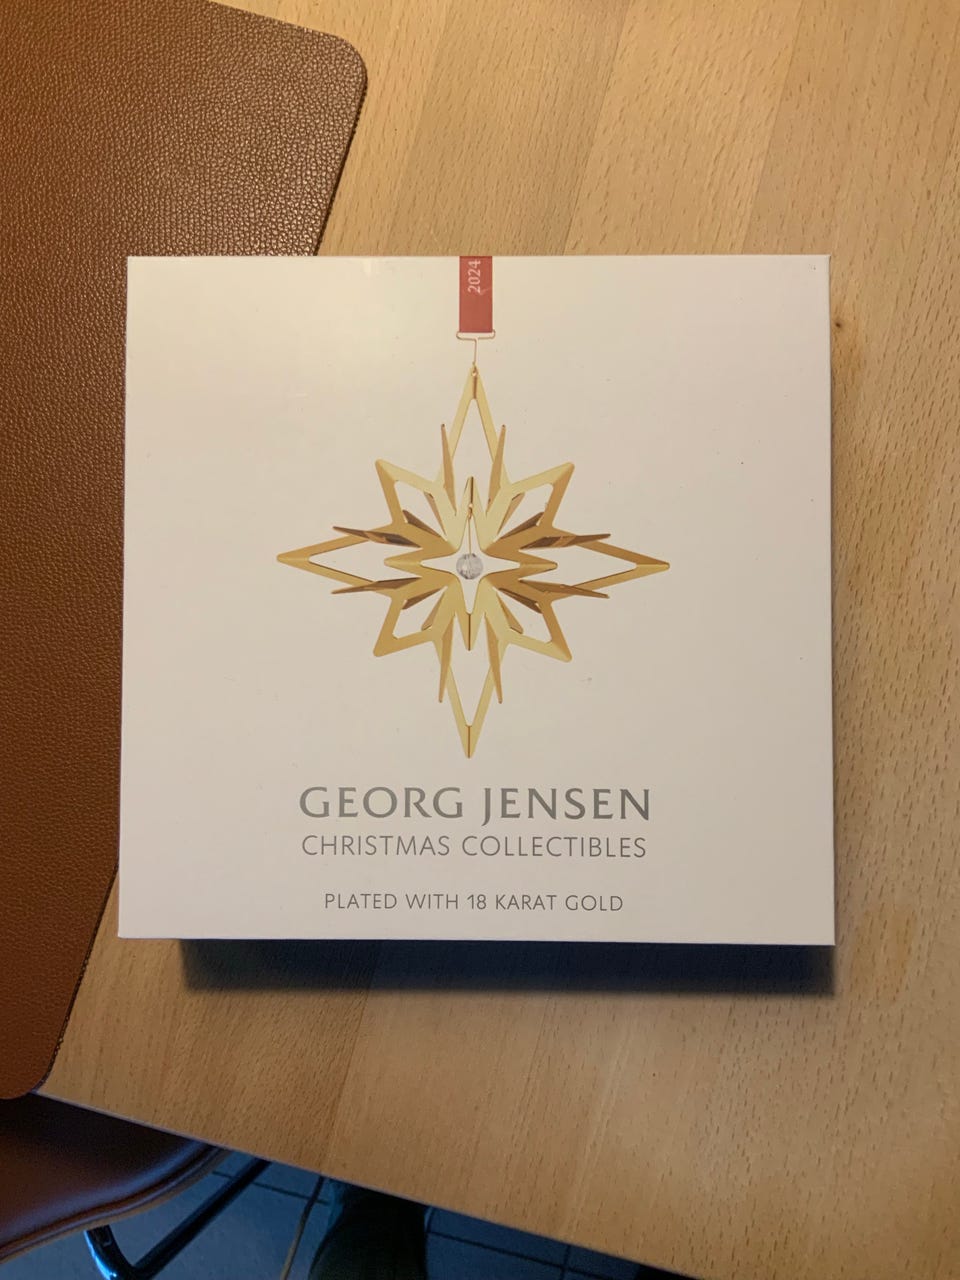 2024
GEORG JENSEN
CHRISTMAS COLLECTIBLES
PLATED WITH 18 KARAT GOLD